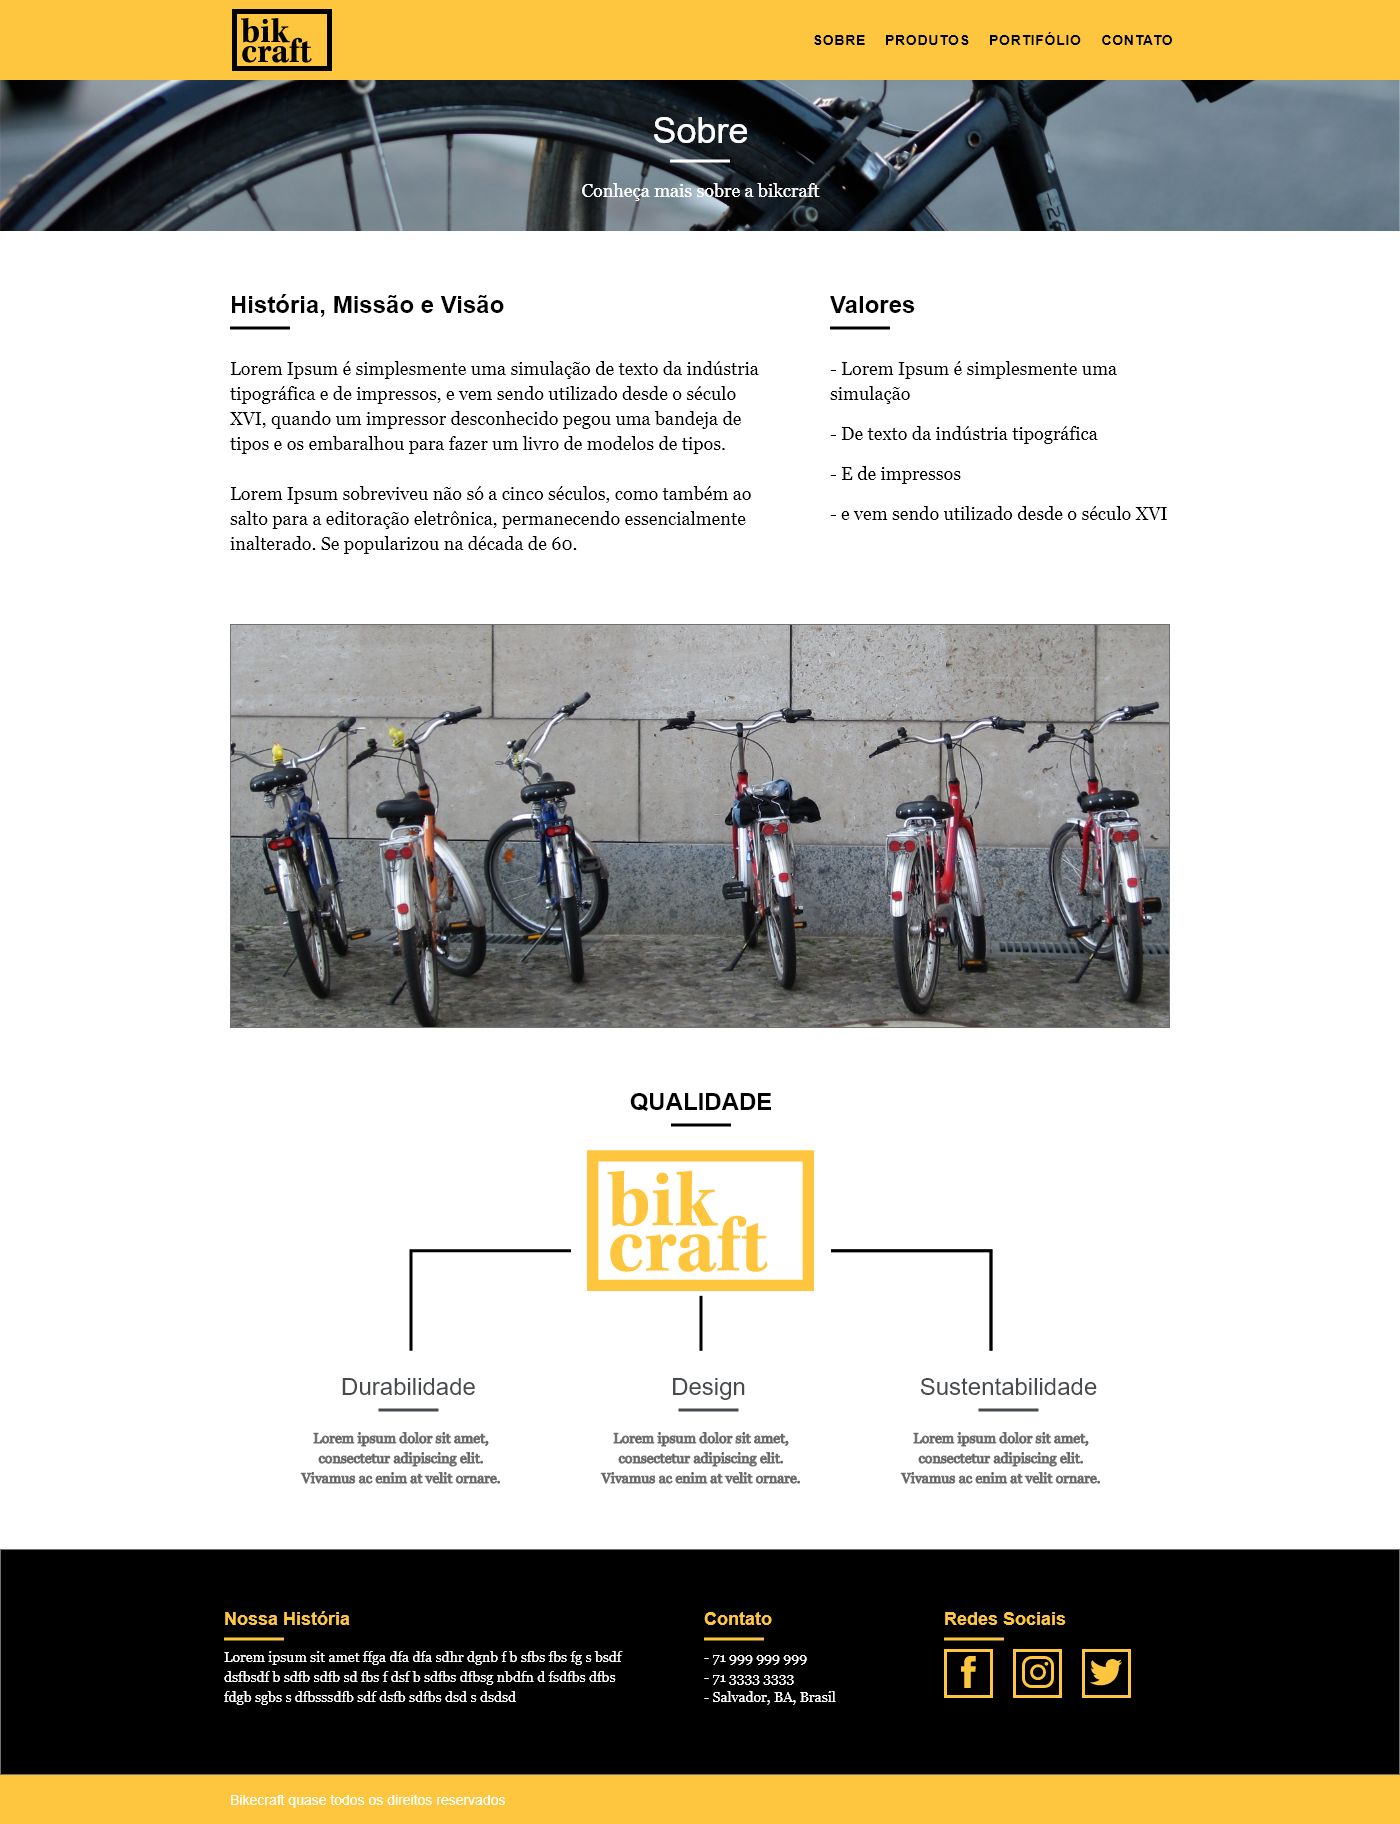 bik
craft
SOBRE PRODUTOS PORTIFÓLIO CONTATO
Sobre
Conheça mais sobre a bikcraft
História, Missão e Visão
Lorem Ipsum é simplesmente uma simulação de texto da indústria
tipográfica e de impressos, e vem sendo utilizado desde o século
XVI, quando um impressor desconhecido pegou uma bandeja de
tipos e os embaralhou para fazer um livro de modelos de tipos.
Lorem Ipsum sobreviveu não só a cinco séculos, como também ao
salto para a editoração eletrônica, permanecendo essencialmente
inalterado. Se popularizou na década de 60.
Valores
- Lorem Ipsum é simplesmente uma
simulação
- De texto da indústria tipográfica
- E de impressos
- e vem sendo utilizado desde o século XVI
QUALIDADE
bik
craft
Durabilidade
Lorem ipsum dolor sit amet,
consectetur adipiscing elit.
Vivamus ac enim at velit ornare.
Design
Lorem ipsum dolor sit amet,
consectetur adipiscing elit.
Vivamus ac enim at velit ornare.
Sustentabilidade
Lorem ipsum dolor sit amet,
consectetur adipiscing elit.
Vivamus ac enim at velit ornare.
Nossa História
Lorem ipsum sit amet ffga dfa dfa sdhr dgnb f b sfbs fbs fg s bsdf
dsfbsdf b sdfb sdfb sd fbs f dsf b sdfbs dfbsg nbdfn d fsdfbs dfbs
fdgb sgbs s dfbsssdfb sdf dsfb sdfbs dsd s dsdsd
Contato
- 71 999 999 999
- 71 3333 3333
- Salvador, BA, Brasil
Redes Sociais
Bikecraft quase todos os direitos reservados